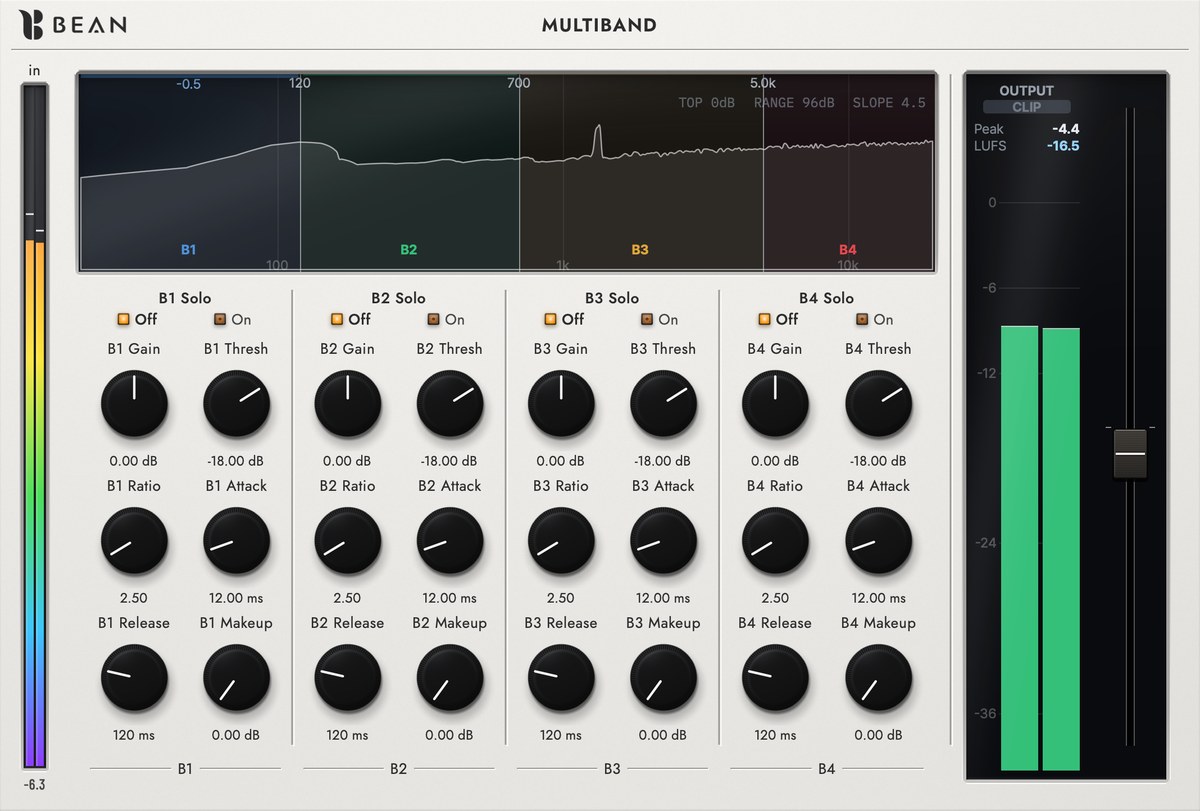 BEAN
MULTIBAND
in
-0.5 120 700 5.0k
TOP 0dB RANGE 96dB SLOPE 4.5
B1 B2 B3 B4
100 1k 10k
OUTPUT
CLIP
Peak -4.4
LUFS -16.5
0
-6
-12
-24
-36
B1 Solo B2 Solo B3 Solo B4 Solo
Off On Off On Off On Off On
B1 Gain B1 Thresh B2 Gain B2 Thresh B3 Gain B3 Thresh B4 Gain B4 Thresh
0.00 dB -18.00 dB 0.00 dB -18.00 dB 0.00 dB -18.00 dB 0.00 dB -18.00 dB
B1 Ratio B1 Attack B2 Ratio B2 Attack B3 Ratio B3 Attack B4 Ratio B4 Attack
2.50 12.00 ms 2.50 12.00 ms 2.50 12.00 ms 2.50 12.00 ms
B1 Release B1 Makeup B2 Release B2 Makeup B3 Release B3 Makeup B4 Release B4 Makeup
120 ms 0.00 dB 120 ms 0.00 dB 120 ms 0.00 dB 120 ms 0.00 dB
B1 B2 B3 B4
-6.3